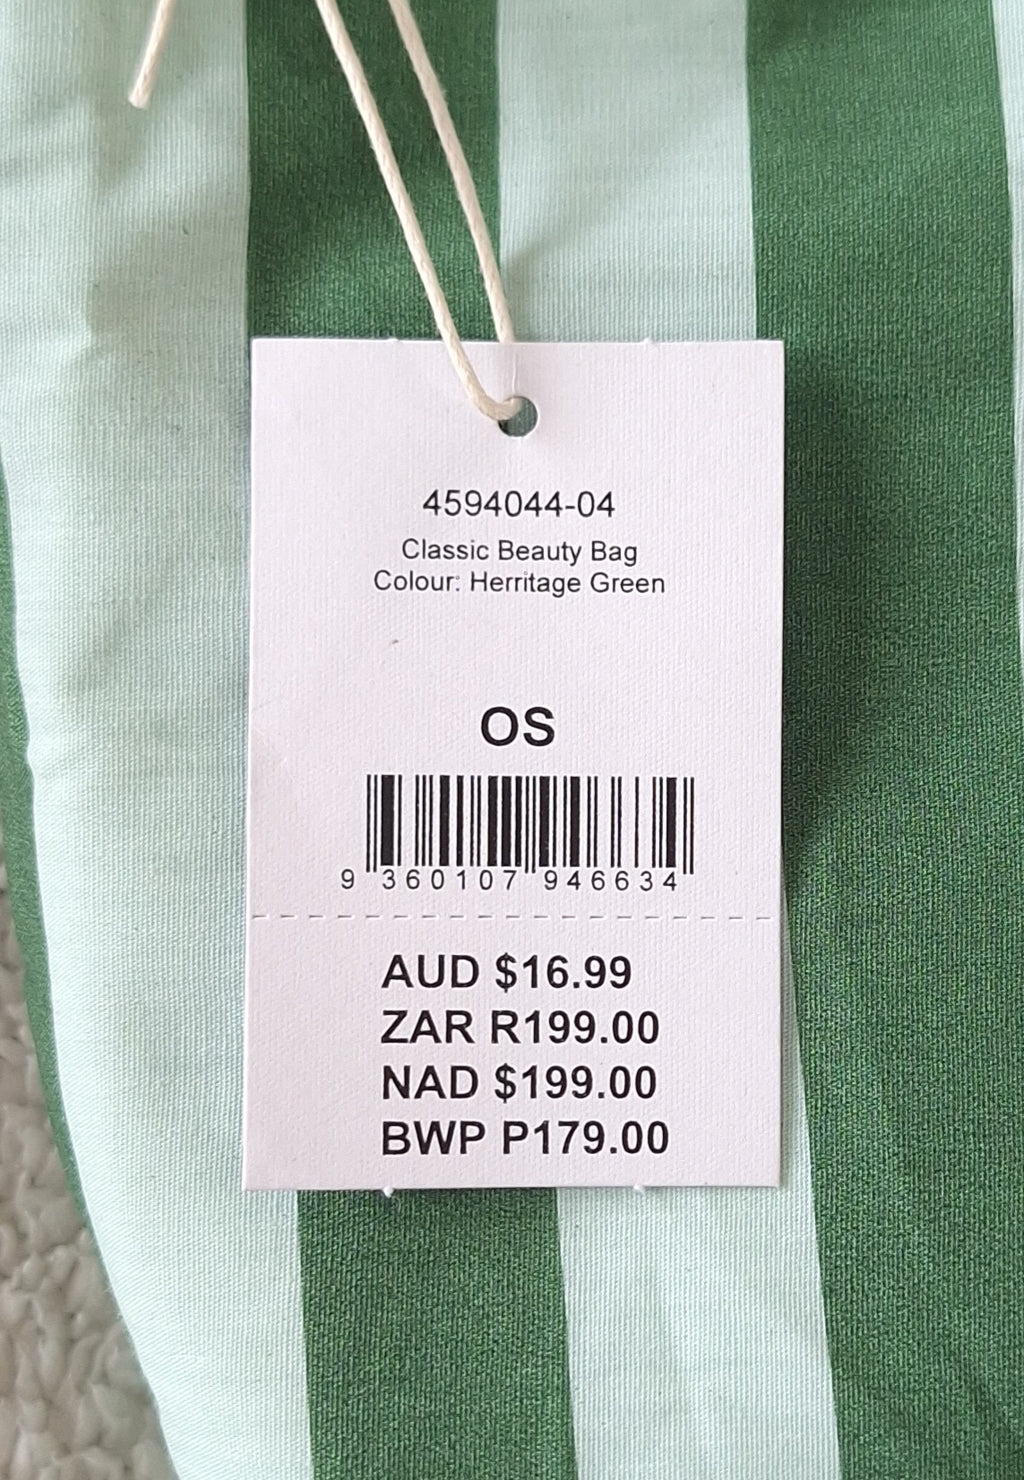 4594044-04
Classic Beauty Bag
Colour: Herritage Green
OS
9 360107 946634
AUD $16.99
ZAR R199.00
NAD $199.00
BWP P179.00